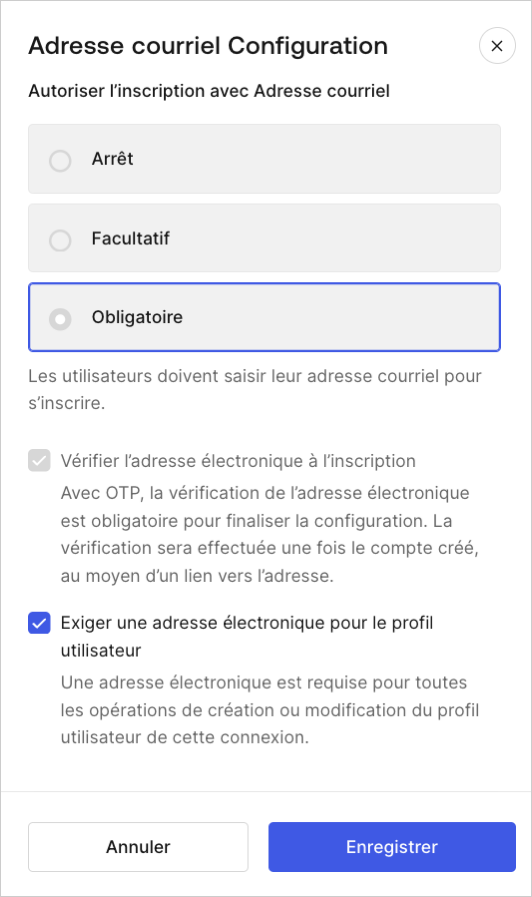 Adresse courriel Configuration
Autoriser l’inscription avec Adresse courriel
Arrêt
Facultatif
Obligatoire
Les utilisateurs doivent saisir leur adresse courriel pour
s’inscrire.
Vérifier l’adresse électronique à l’inscription
Avec OTP, la vérification de l’adresse électronique
est obligatoire pour finaliser la configuration. La
vérification sera effectuée une fois le compte créé,
au moyen d’un lien vers l’adresse.
Exiger une adresse électronique pour le profil
utilisateur
Une adresse électronique est requise pour toutes
les opérations de création ou modification du profil
utilisateur de cette connexion.
Annuler
Enregistrer